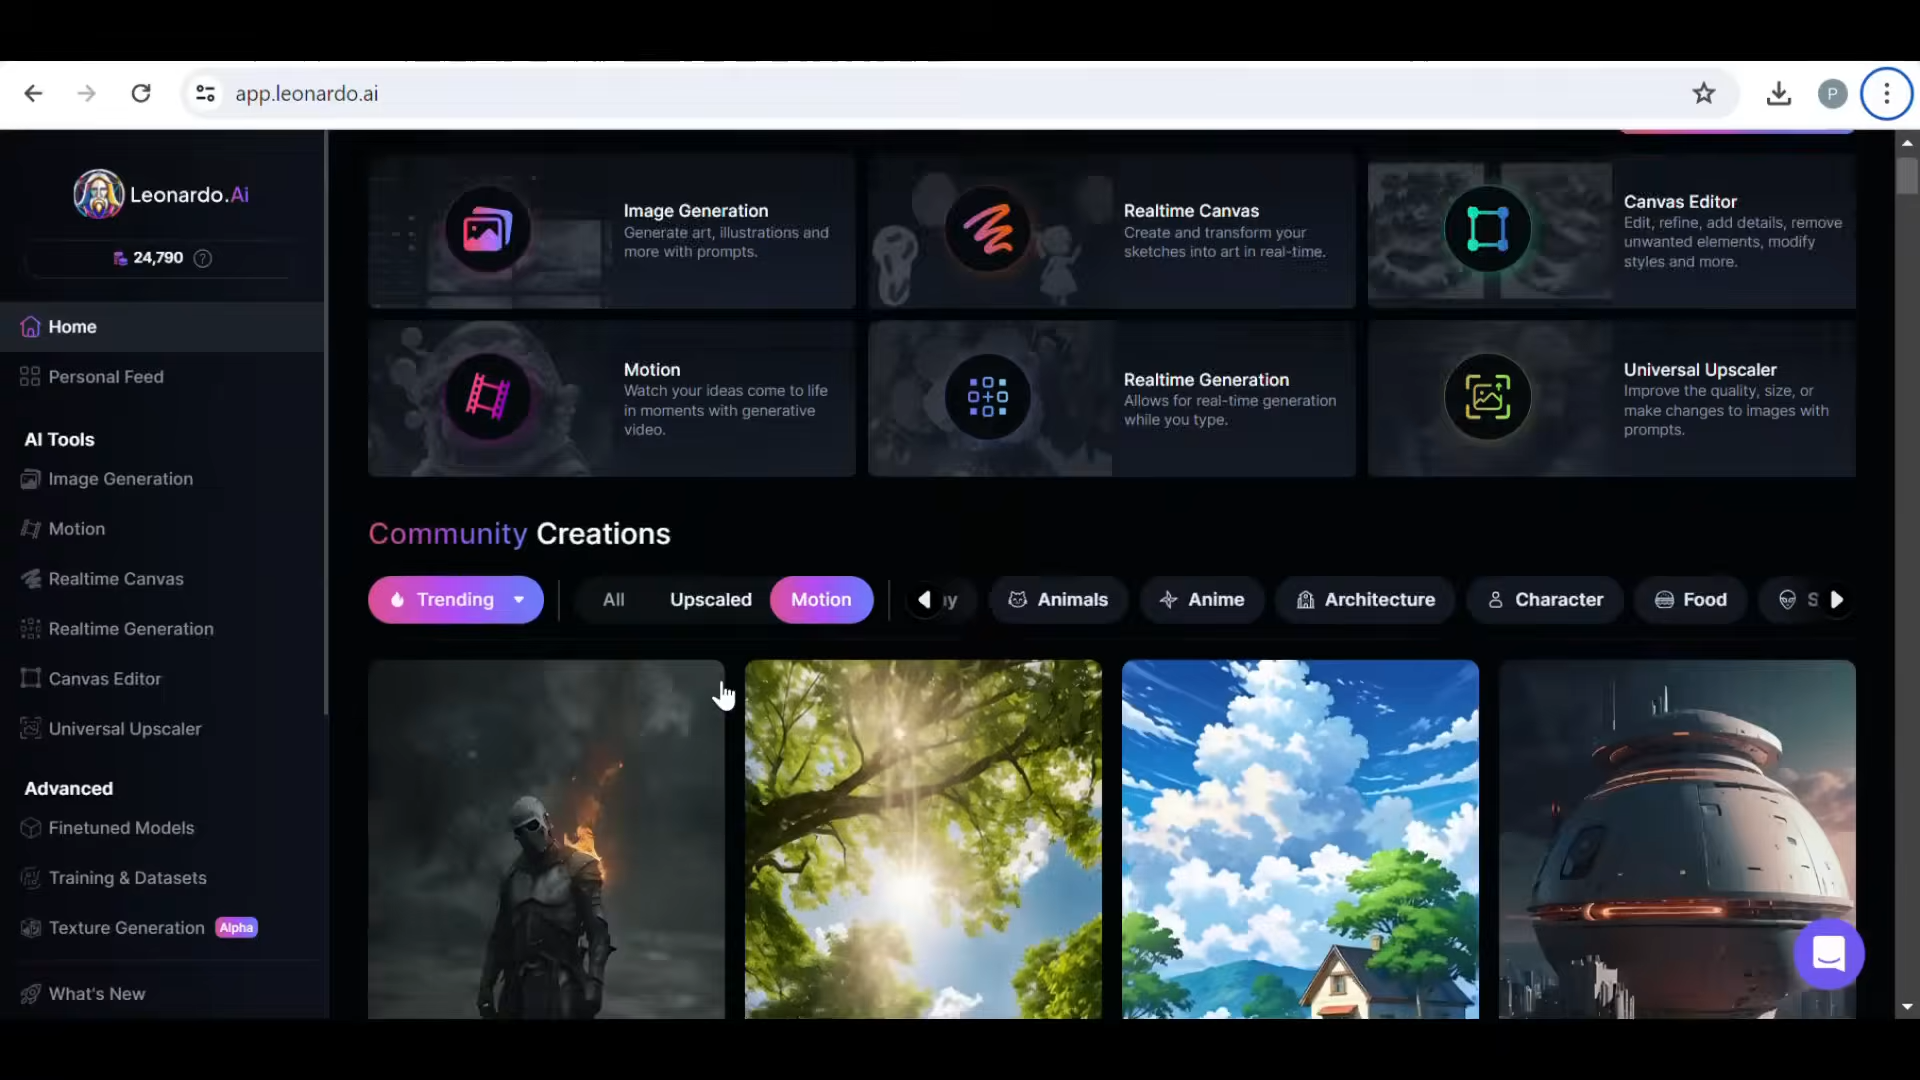 app.leonardo.ai
P
Leonardo.Ai
24,790 ?
Home
Personal Feed
AI Tools
Image Generation
Motion
Realtime Canvas
Realtime Generation
Canvas Editor
Universal Upscaler
Advanced
Finetuned Models
Training & Datasets
Texture Generation Alpha
What's New
Image Generation
Generate art, illustrations and
more with prompts.
Realtime Canvas
Create and transform your
sketches into art in real-time.
Canvas Editor
Edit, refine, add details, remove
unwanted elements, modify
styles and more.
Motion
Watch your ideas come to life
in moments with generative
video.
Realtime Generation
Allows for real-time generation
while you type.
Universal Upscaler
Improve the quality, size, or
make changes to images with
prompts.
Community Creations
Trending All Upscaled Motion Animals Anime Architecture Character Food